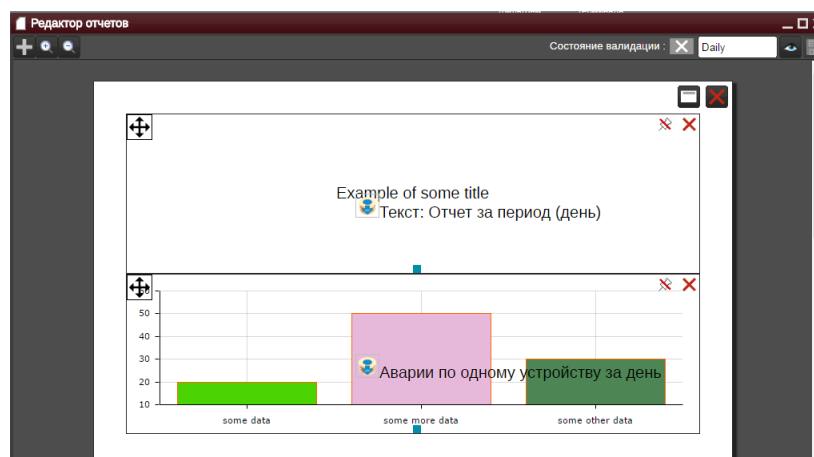 Редактор отчетов
Состояние валидации :
Daily
Example of some title
Текст: Отчет за период (день)
50
40
30
20
10
Аварии по одному устройству за день
some data
some more data
some other data